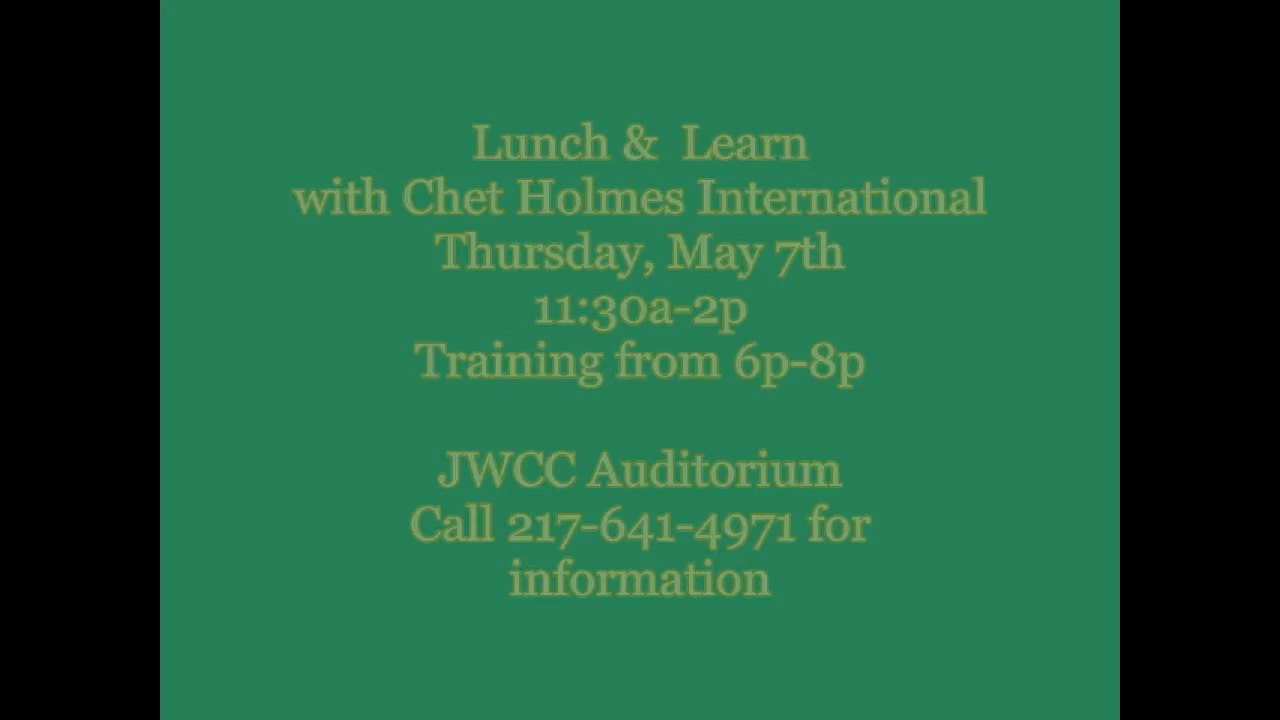 Lunch & Learn
with Chet Holmes International
Thursday, May 7th
11:30a-2p
Training from 6p-8p
JWCC Auditorium
Call 217-641-4971 for
information